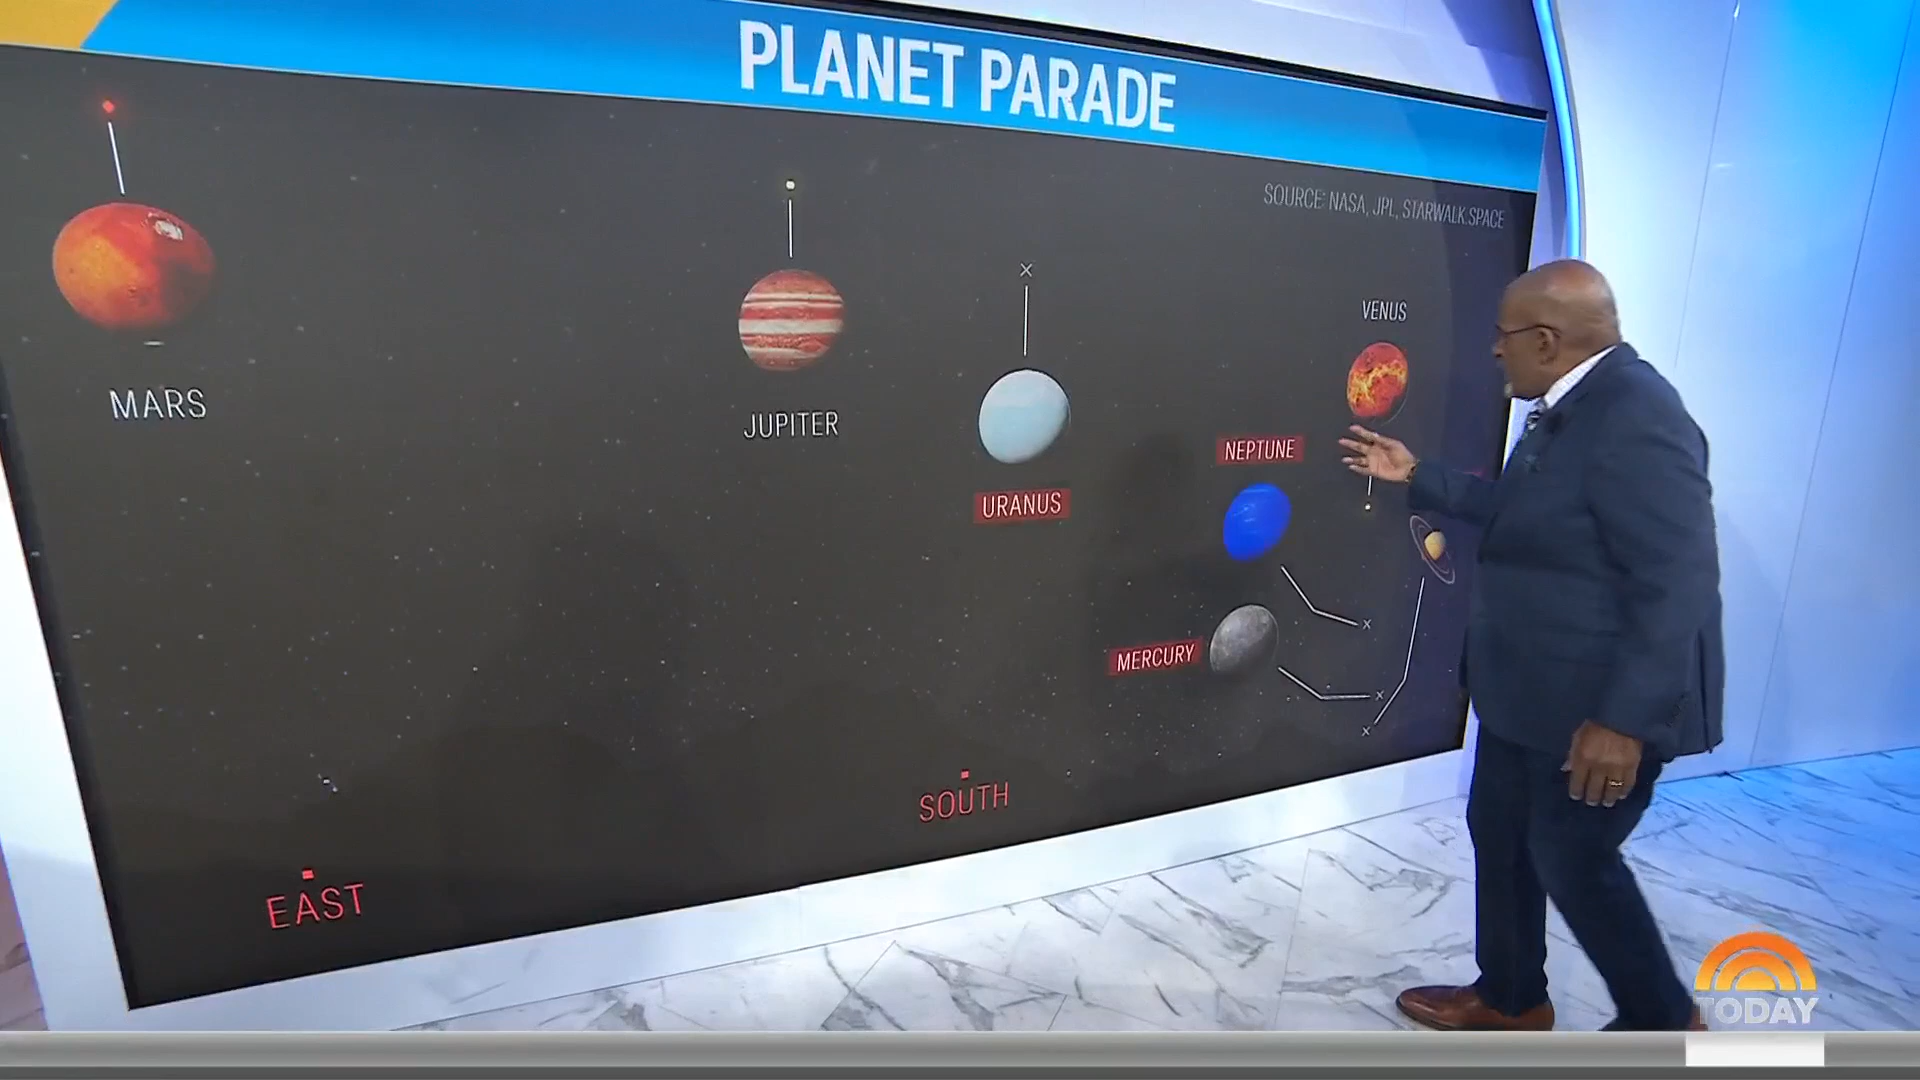 PLANET PARADE
SOURCE: NASA, JPL, STARWALK.SPACE
MARS
JUPITER
URANUS
VENUS
NEPTUNE
MERCURY
SOUTH
EAST
TODAY